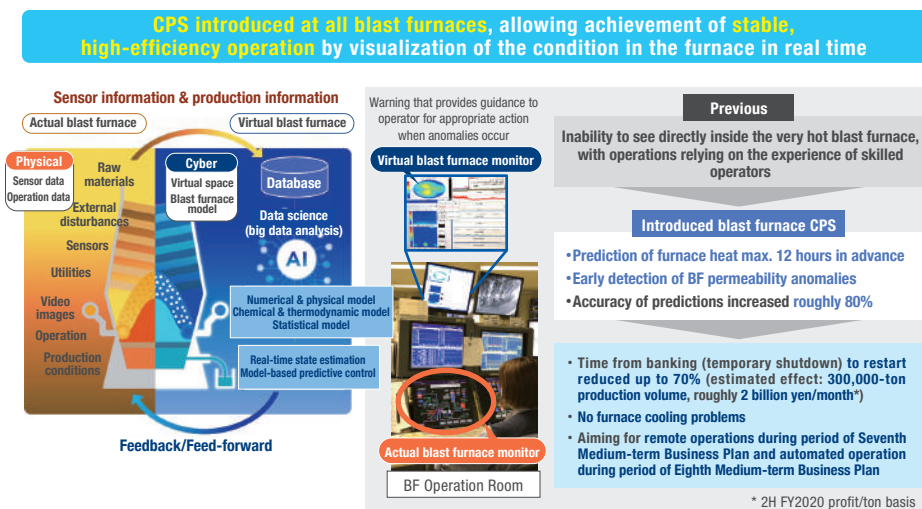 CPS introduced at all blast furnaces, allowing achievement of stable,
high-efficiency operation by visualization of the condition in the furnace in real time
Sensor information & production information
Actual blast furnace
Virtual blast furnace
Physical
Sensor data
Operation data
Raw
materials
External
disturbances
Sensors
Utilities
Video
images
Operation
Production
conditions
Cyber
Virtual space
Blast furnace
model
Database
Data science
(big data analysis)
AI
Numerical & physical model
Chemical & thermodynamic model
Statistical model
Real-time state estimation
Model-based predictive control
Feedback/Feed-forward
Warning that provides guidance to
operator for appropriate action
when anomalies occur
Virtual blast furnace monitor
Actual blast furnace monitor
BF Operation Room
Previous
Inability to see directly inside the very hot blast furnace,
with operations relying on the experience of skilled
operators
Introduced blast furnace CPS
•Prediction of furnace heat max. 12 hours in advance
•Early detection of BF permeability anomalies
•Accuracy of predictions increased roughly 80%
• Time from banking (temporary shutdown) to restart
reduced up to 70% (estimated effect: 300,000-ton
production volume, roughly 2 billion yen/month*)
• No furnace cooling problems
• Aiming for remote operations during period of Seventh
Medium-term Business Plan and automated operation
during period of Eighth Medium-term Business Plan
* 2H FY2020 profit/ton basis